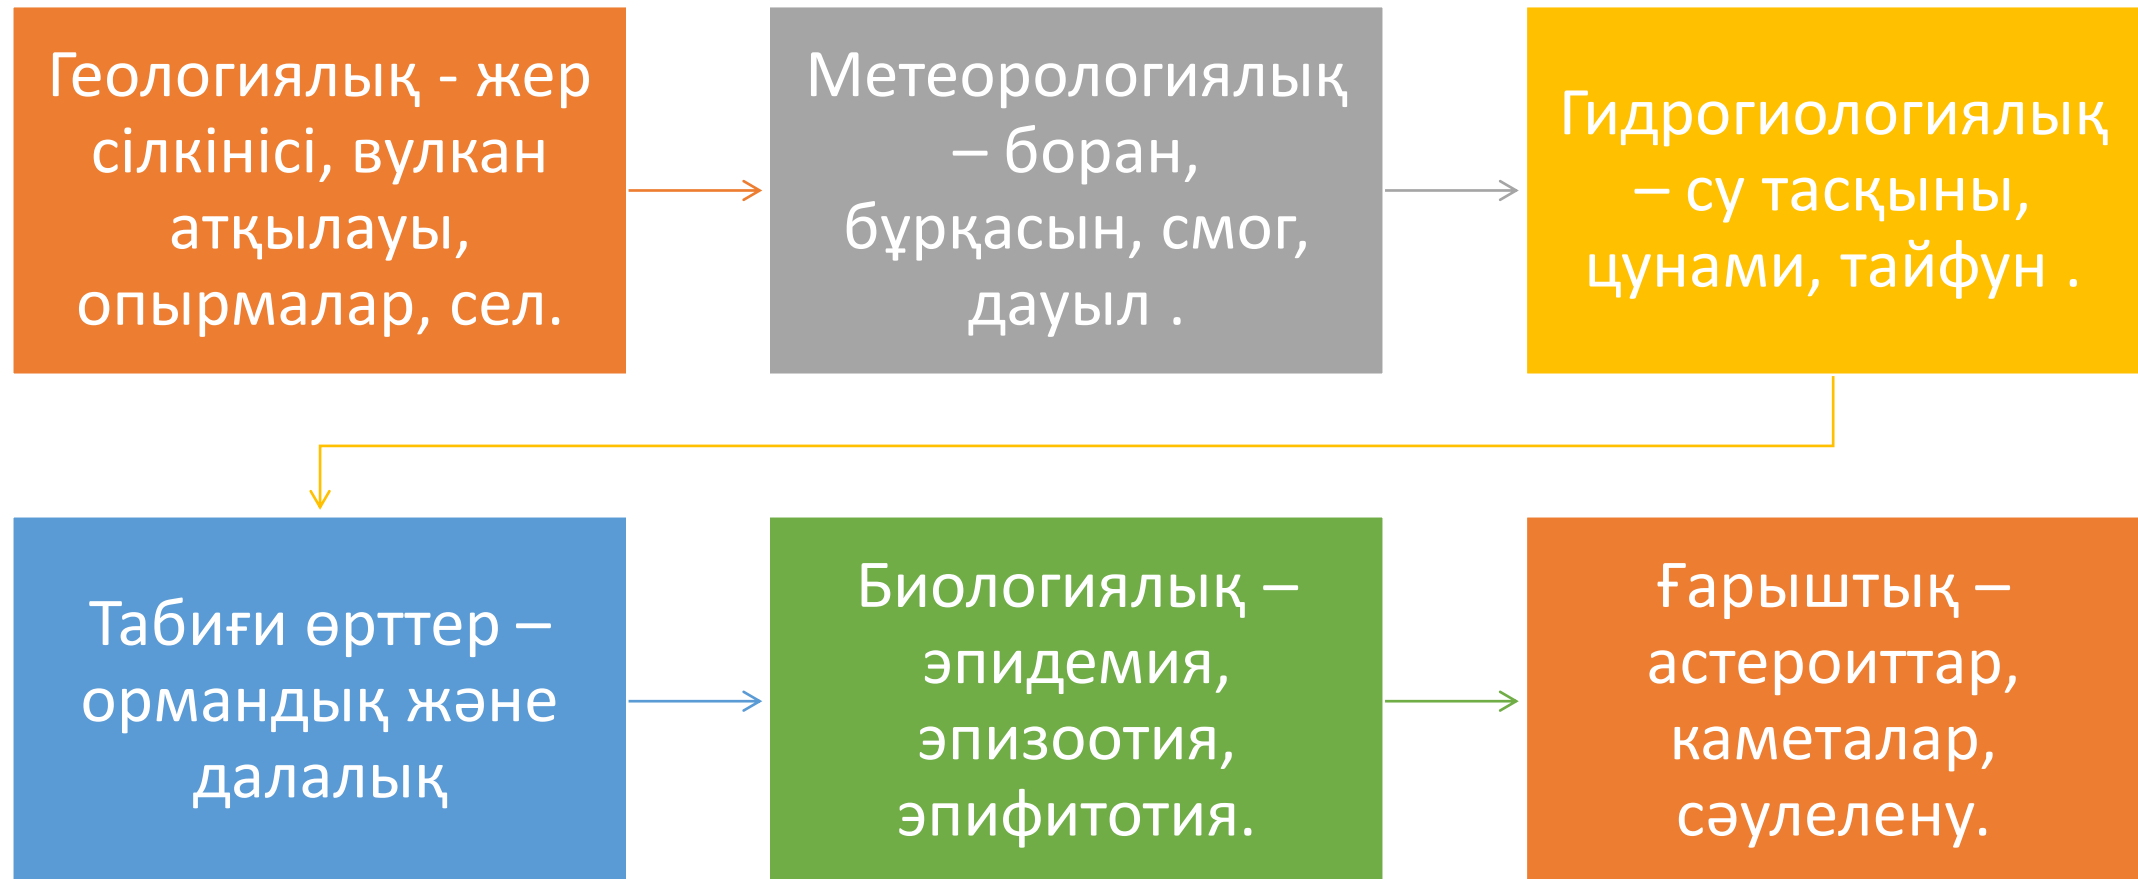 Геологиялық - жер
сілкінісі, вулкан
атқылауы,
опырмалар, сел.
Метеорологиялық
– боран,
бұрқасын, смог,
дауыл .
Гидрогиологиялық
– су тасқыны,
цунами, тайфун .
Табиғи өрттер –
ормандық және
далалық
Биологиялық –
эпидемия,
эпизоотия,
эпифитотия.
Ғарыштық –
астероиттар,
каметалар,
сәулелену.